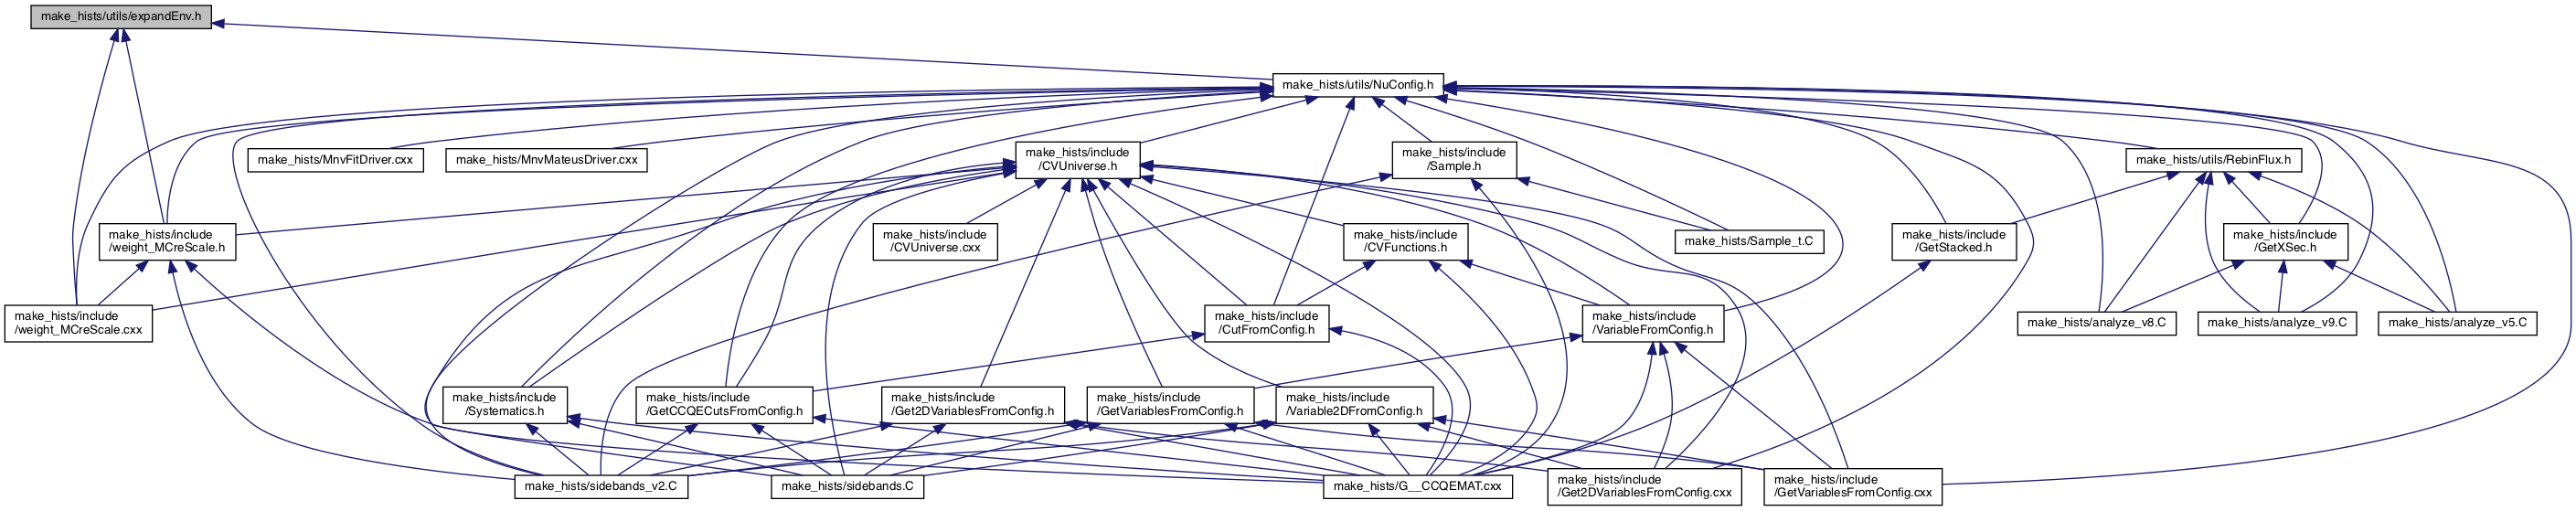 make_hists/utils/expandEnv.h
make_hists/utils/NuConfig.h
make_hists/MnvFitDriver.cxx
make_hists/MnvMateusDriver.cxx
make_hists/include
/CVUniverse.h
make_hists/include
/Sample.h
make_hists/utils/RebinFlux.h
make_hists/include
/weight_MCreScale.h
make_hists/include
/CVUniverse.cxx
make_hists/include
/CVFunctions.h
make_hists/Sample_t.C
make_hists/include
/GetStacked.h
make_hists/include
/GetXSec.h
make_hists/include
/weight_MCreScale.cxx
make_hists/include
/CutFromConfig.h
make_hists/include
/VariableFromConfig.h
make_hists/analyze_v8.C
make_hists/analyze_v9.C
make_hists/analyze_v5.C
make_hists/include
/Systematics.h
make_hists/include
/GetCCQECutsFromConfig.h
make_hists/include
/Get2DVariablesFromConfig.h
make_hists/include
/GetVariablesFromConfig.h
make_hists/include
/Variable2DFromConfig.h
make_hists/sidebands_v2.C
make_hists/sidebands.C
make_hists/G__CCQEMAT.cxx
make_hists/include
/Get2DVariablesFromConfig.cxx
make_hists/include
/GetVariablesFromConfig.cxx